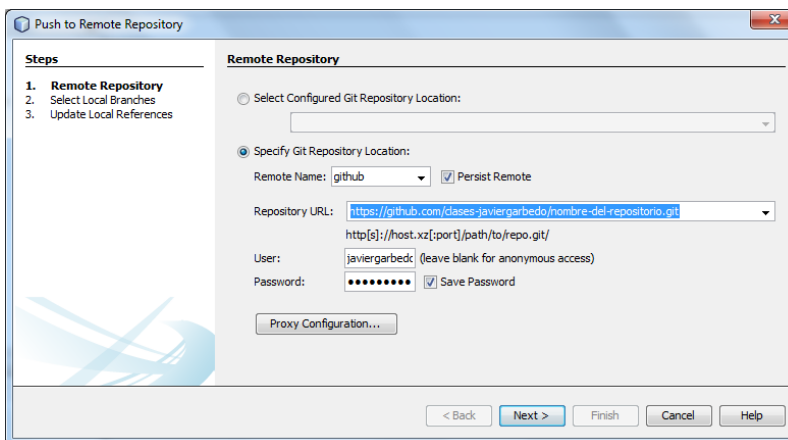 Push to Remote Repository
Steps
1. Remote Repository
2. Select Local Branches
3. Update Local References
Remote Repository
Select Configured Git Repository Location:
Specify Git Repository Location:
Remote Name: github Persist Remote
Repository URL: https://github.com/clases-javiergarbedo/nombre-del-repositorio.git
http[s]://host.xz[:port]/path/to/repo.git/
User: javiergarbedo (leave blank for anonymous access)
Password: ●●●●●●●●● Save Password
Proxy Configuration...
< Back Next > Finish Cancel Help